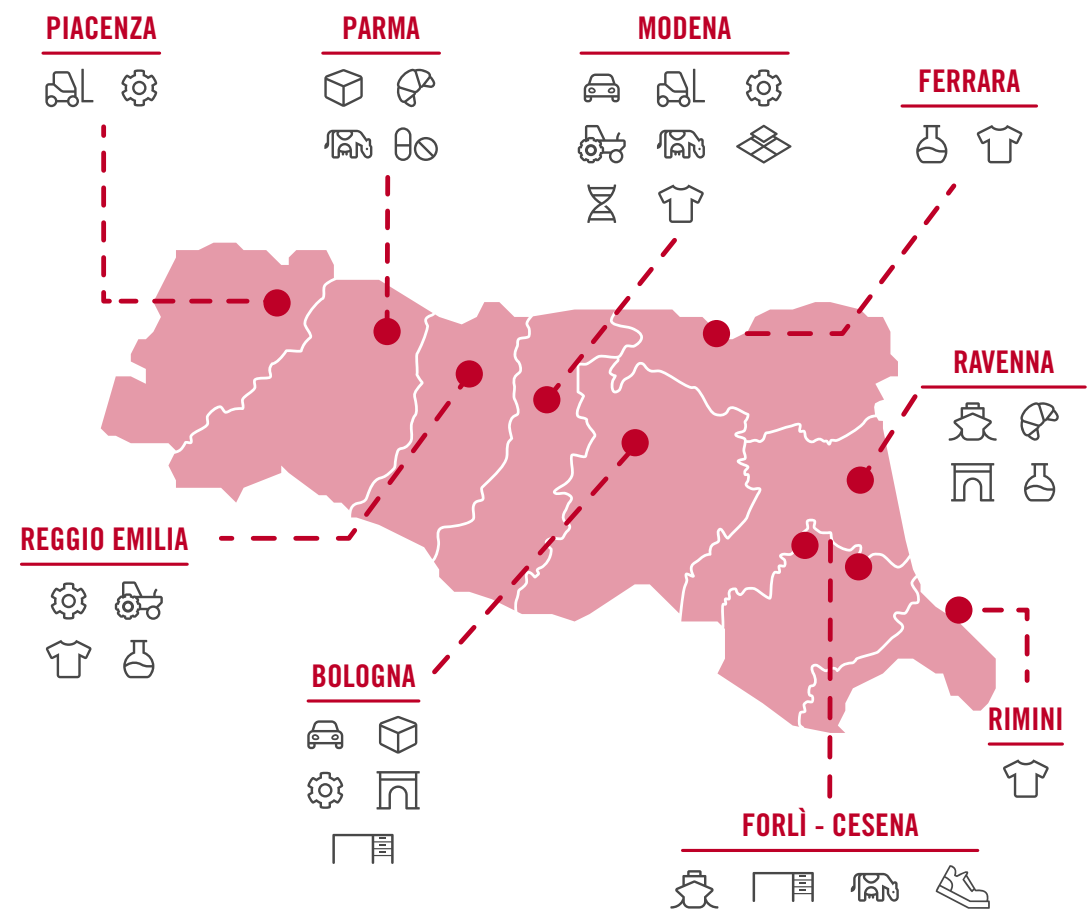 PIACENZA
PARMA
MODENA
FERRARA
RAVENNA
REGGIO EMILIA
BOLOGNA
RIMINI
FORLÌ - CESENA